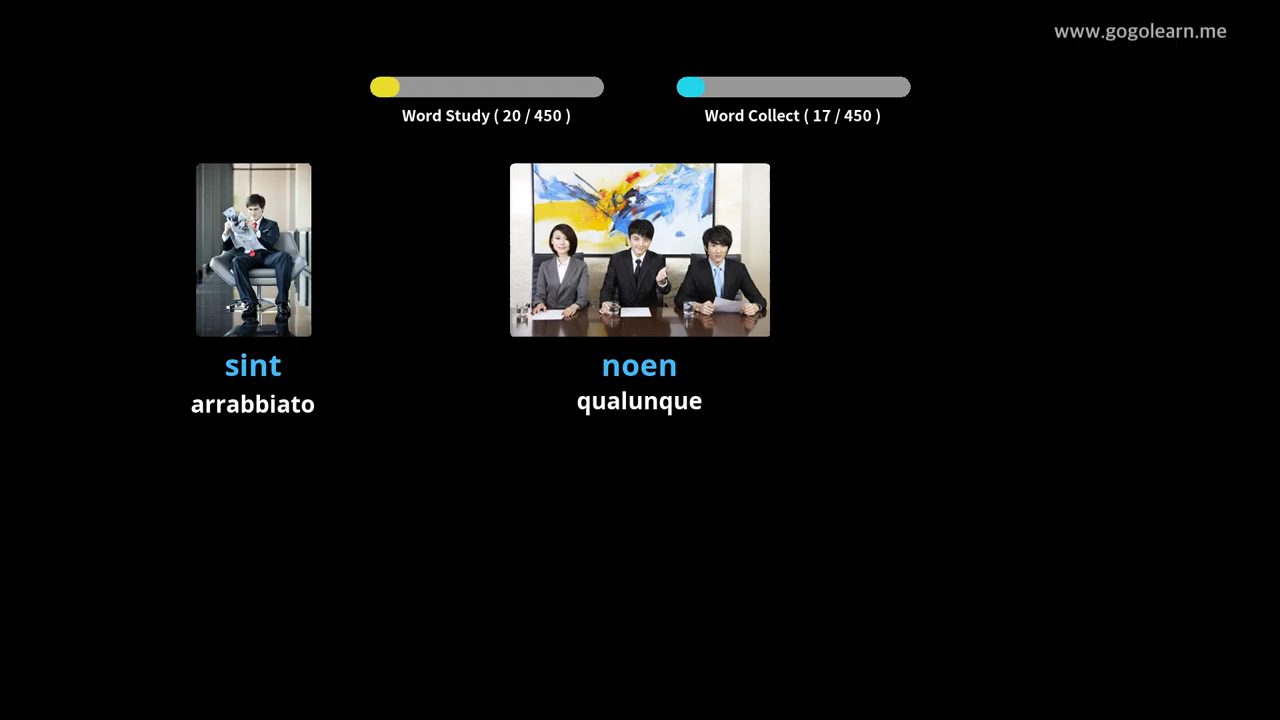 www.gogolearn.me
Word Study ( 20 / 450 )
Word Collect ( 17 / 450 )
sint
arrabbiato
noen
qualunque